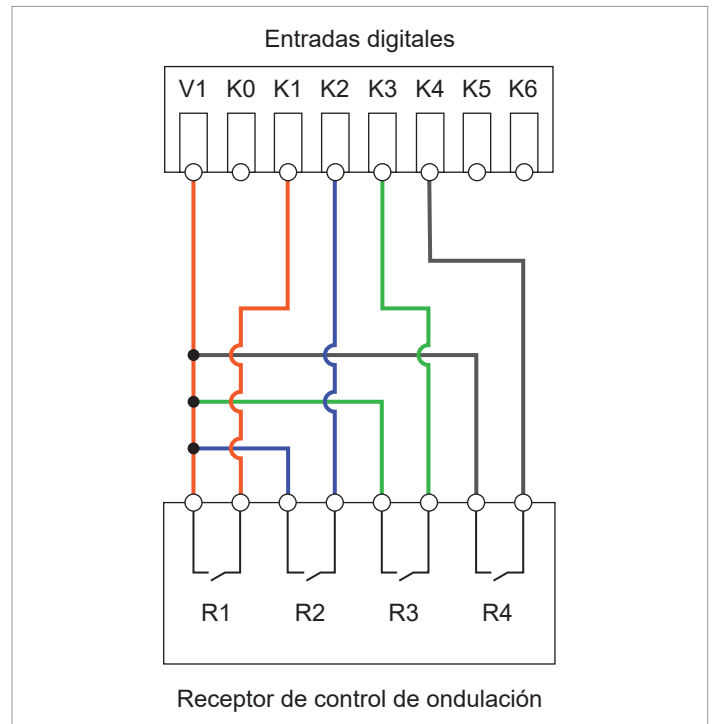 Entradas digitales
V1 K0 K1 K2 K3 K4 K5 K6
R1 R2 R3 R4
Receptor de control de ondulación